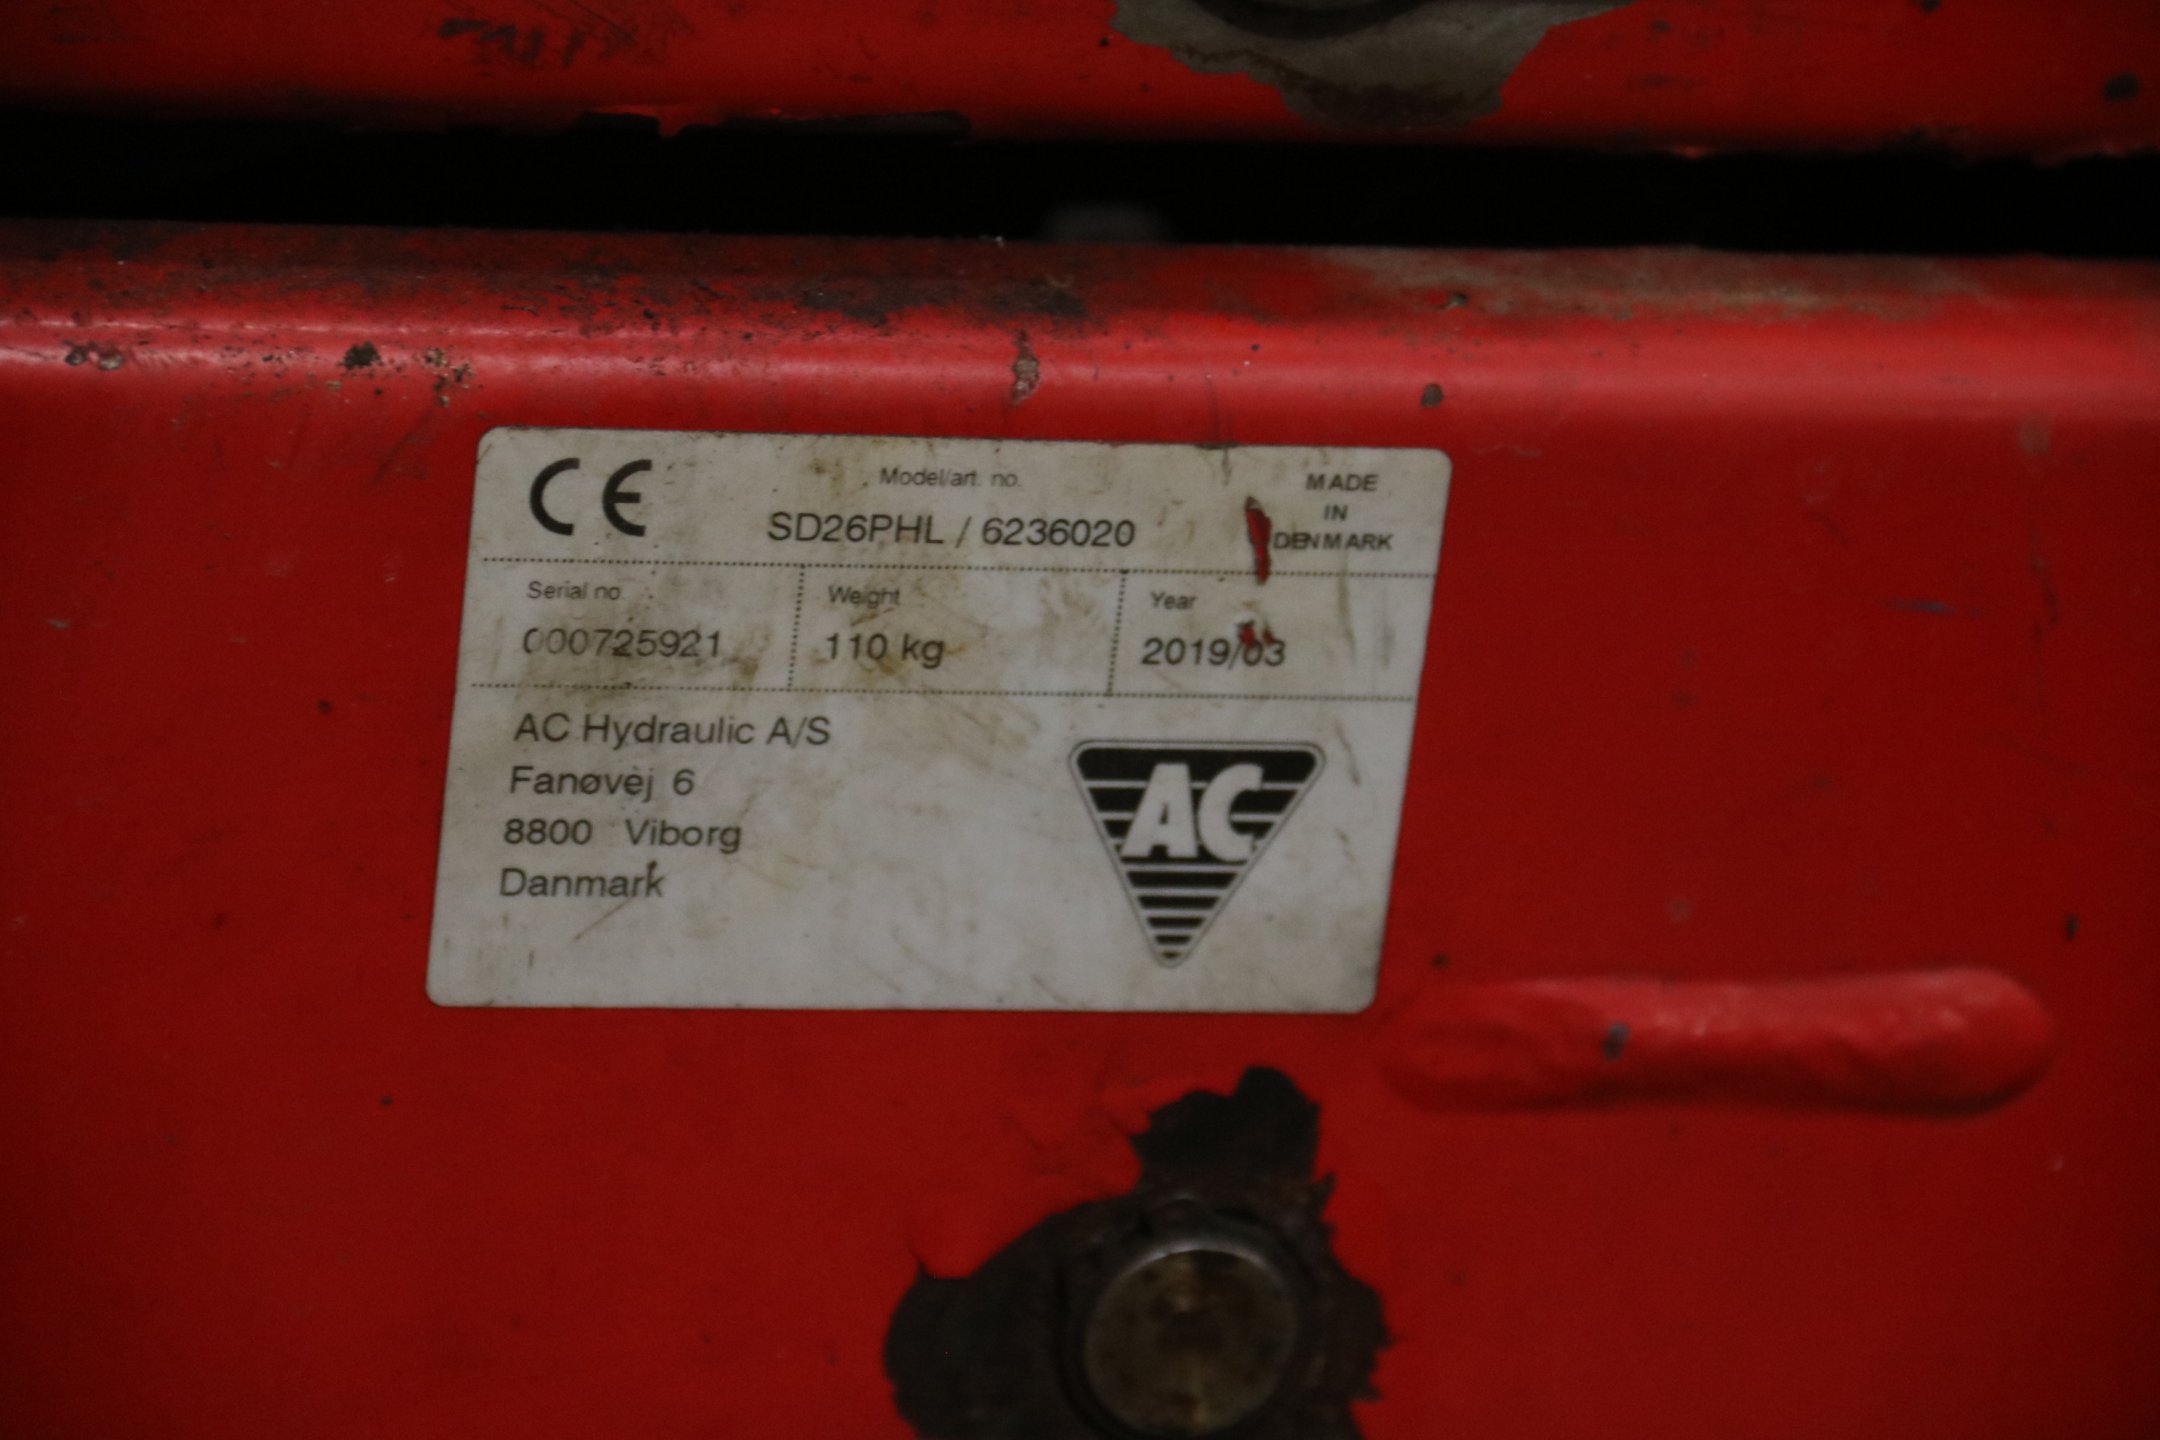 CE
Model/art. no.
SD26PHL / 6236020
MADE
IN
DENMARK
Serial no.
000725921
Weight
110 kg
Year
2019/03
AC Hydraulic A/S
Fanøvej 6
8800 Viborg
Danmark
AC